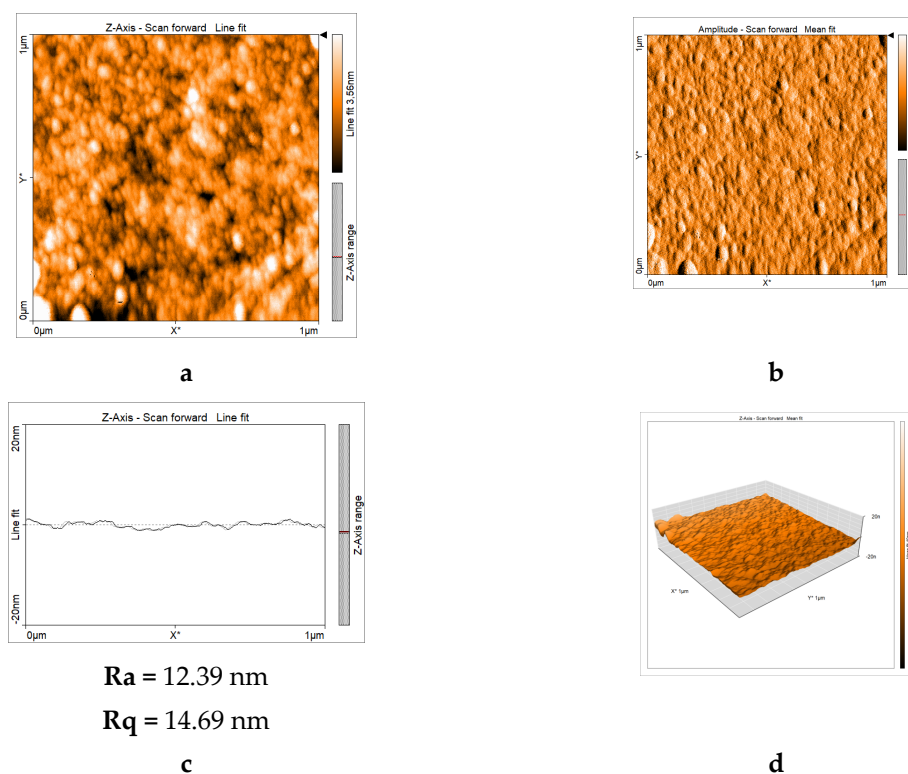 Z-Axis - Scan forward Line fit
1µm
Y*
0µm
0µm
X*
1µm
Line fit 3.56nm
Z-Axis range
a
Amplitude - Scan forward Mean fit
1µm
Y*
0µm
0µm
X*
1µm
b
Z-Axis - Scan forward Line fit
20nm
Line fit
-20nm
0µm
X*
1µm
Z-Axis range
Ra = 12.39 nm
Rq = 14.69 nm
c
Z-Axis - Scan forward Mean fit
20n
-20n
X* 1µm
Y* 1µm
d